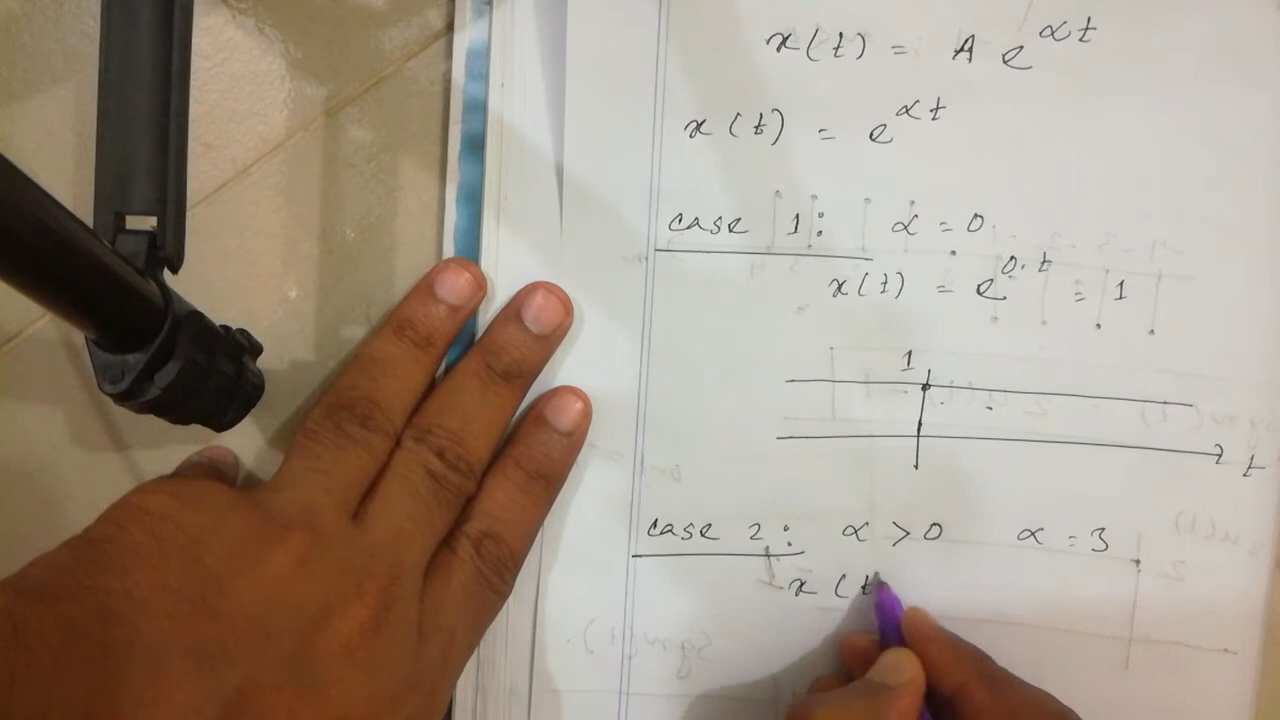 x(t) = A e^αt
x(t) = e^αt
case 1: α = 0
x(t) = e^0.t = 1
1
t
case 2: α > 0 α = 3
x (t